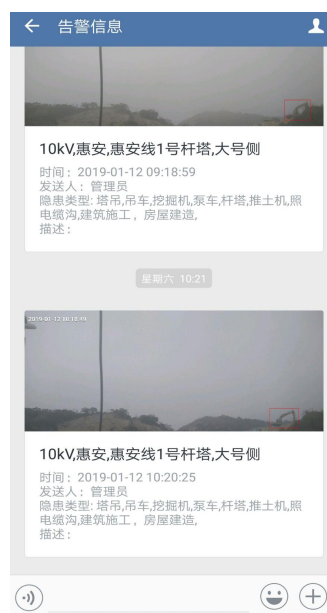 告警信息
10kV,惠安,惠安线1号杆塔,大号侧
时间：2019-01-12 09:18:59
发送人：管理员
隐患类型: 塔吊,吊车,挖掘机,泵车,杆塔,推土机,照
电缆沟,建筑施工，房屋建造,
描述：
星期六 10:21
10kV,惠安,惠安线1号杆塔,大号侧
时间：2019-01-12 10:20:25
发送人：管理员
隐患类型: 塔吊,吊车,挖掘机,泵车,杆塔,推土机,照
电缆沟,建筑施工，房屋建造,
描述：